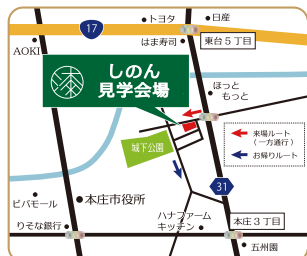 17
トヨタ
日産
はま寿司
東台5丁目
AOKI
しのん
見学会場
ほっと
もっと
来場ルート
(一方通行)
お帰りルート
城下公園
31
ビバモール
本庄市役所
ハナファーム
キッチン
本庄3丁目
りそな銀行
五州園